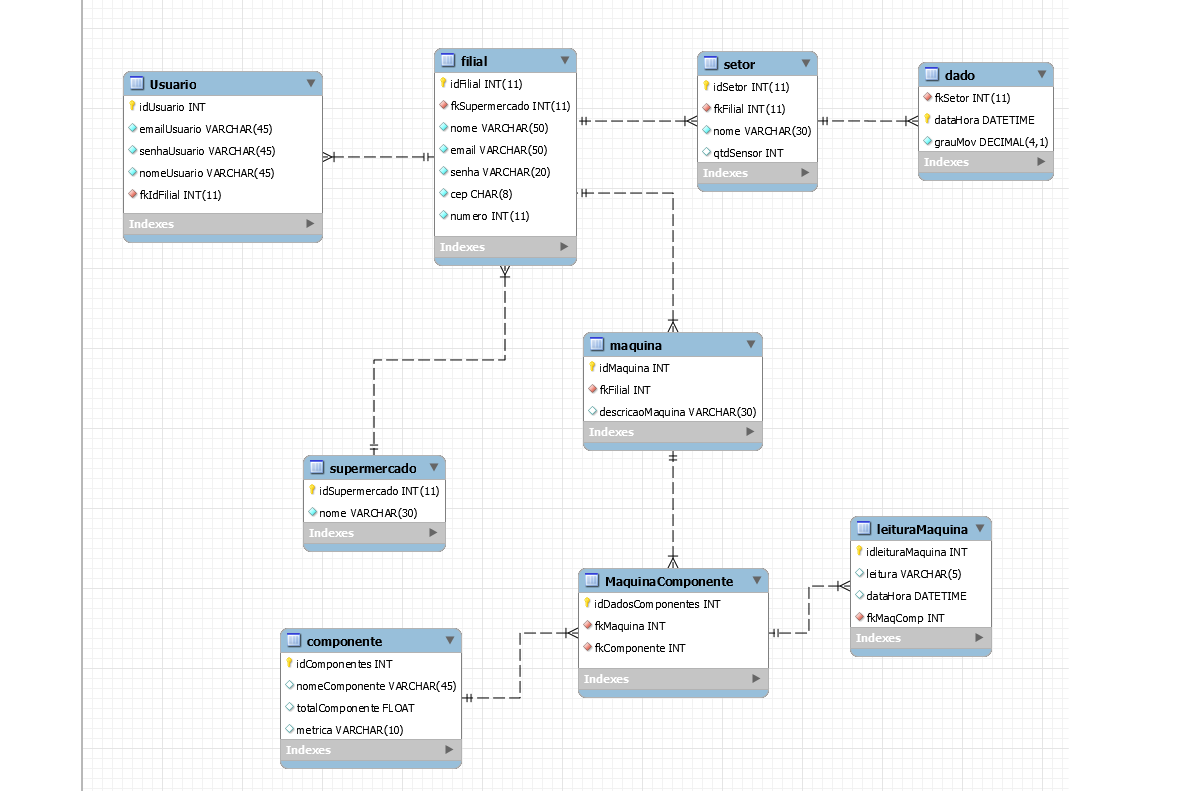 Usuario
idUsuario INT
emailUsuario VARCHAR(45)
senhaUsuario VARCHAR(45)
nomeUsuario VARCHAR(45)
fkIdFilial INT(11)
Indexes
filial
idFilial INT(11)
fkSupermercado INT(11)
nome VARCHAR(50)
email VARCHAR(50)
senha VARCHAR(20)
cep CHAR(8)
numero INT(11)
Indexes
setor
idSetor INT(11)
fkFilial INT(11)
nome VARCHAR(30)
qtdSensor INT
Indexes
dado
fkSetor INT(11)
dataHora DATETIME
grauMov DECIMAL(4,1)
Indexes
maquina
idMaquina INT
fkFilial INT
descricaoMaquina VARCHAR(30)
Indexes
supermercado
idSupermercado INT(11)
nome VARCHAR(30)
Indexes
MaquinaComponente
idDadosComponentes INT
fkMaquina INT
fkComponente INT
Indexes
leituraMaquina
idleituraMaquina INT
leitura VARCHAR(5)
dataHora DATETIME
fkMaqComp INT
Indexes
componente
idComponentes INT
nomeComponente VARCHAR(45)
totalComponente FLOAT
metrica VARCHAR(10)
Indexes